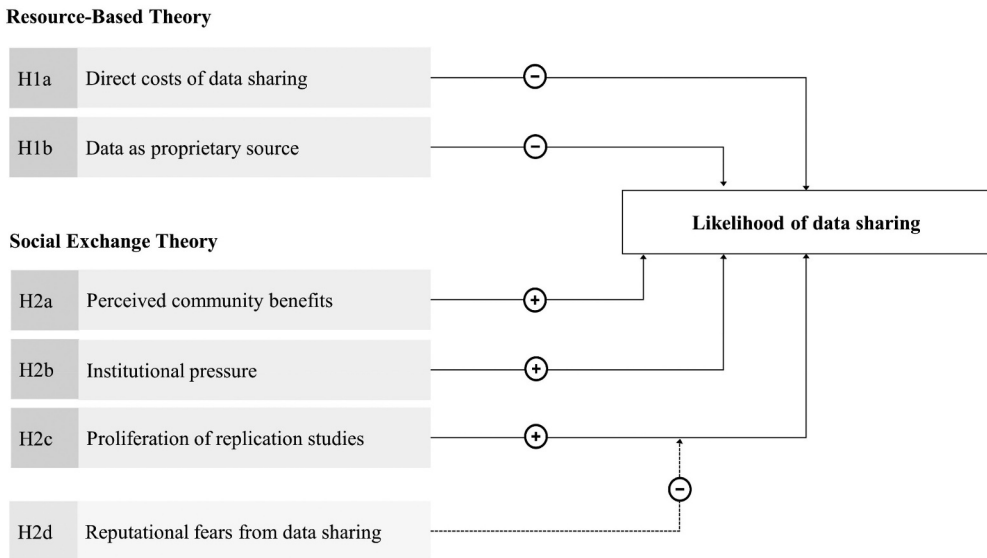 Resource-Based Theory
H1a Direct costs of data sharing
−
H1b Data as proprietary source
−
Likelihood of data sharing
Social Exchange Theory
H2a Perceived community benefits
+
H2b Institutional pressure
+
H2c Proliferation of replication studies
+
−
H2d Reputational fears from data sharing